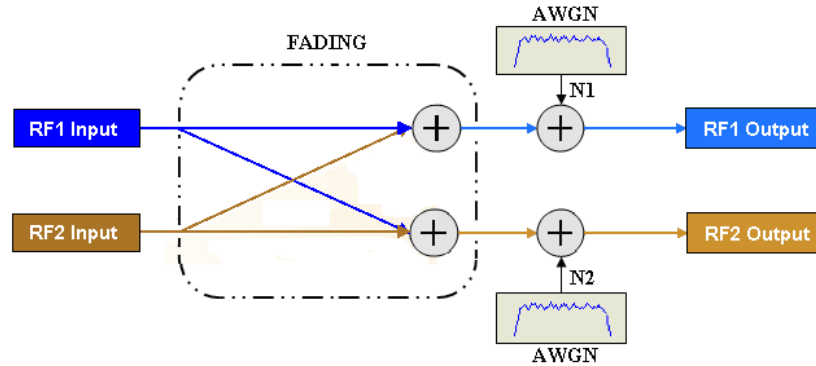 AWGN
FADING
N1
RF1 Input
RF1 Output
RF2 Input
RF2 Output
N2
AWGN